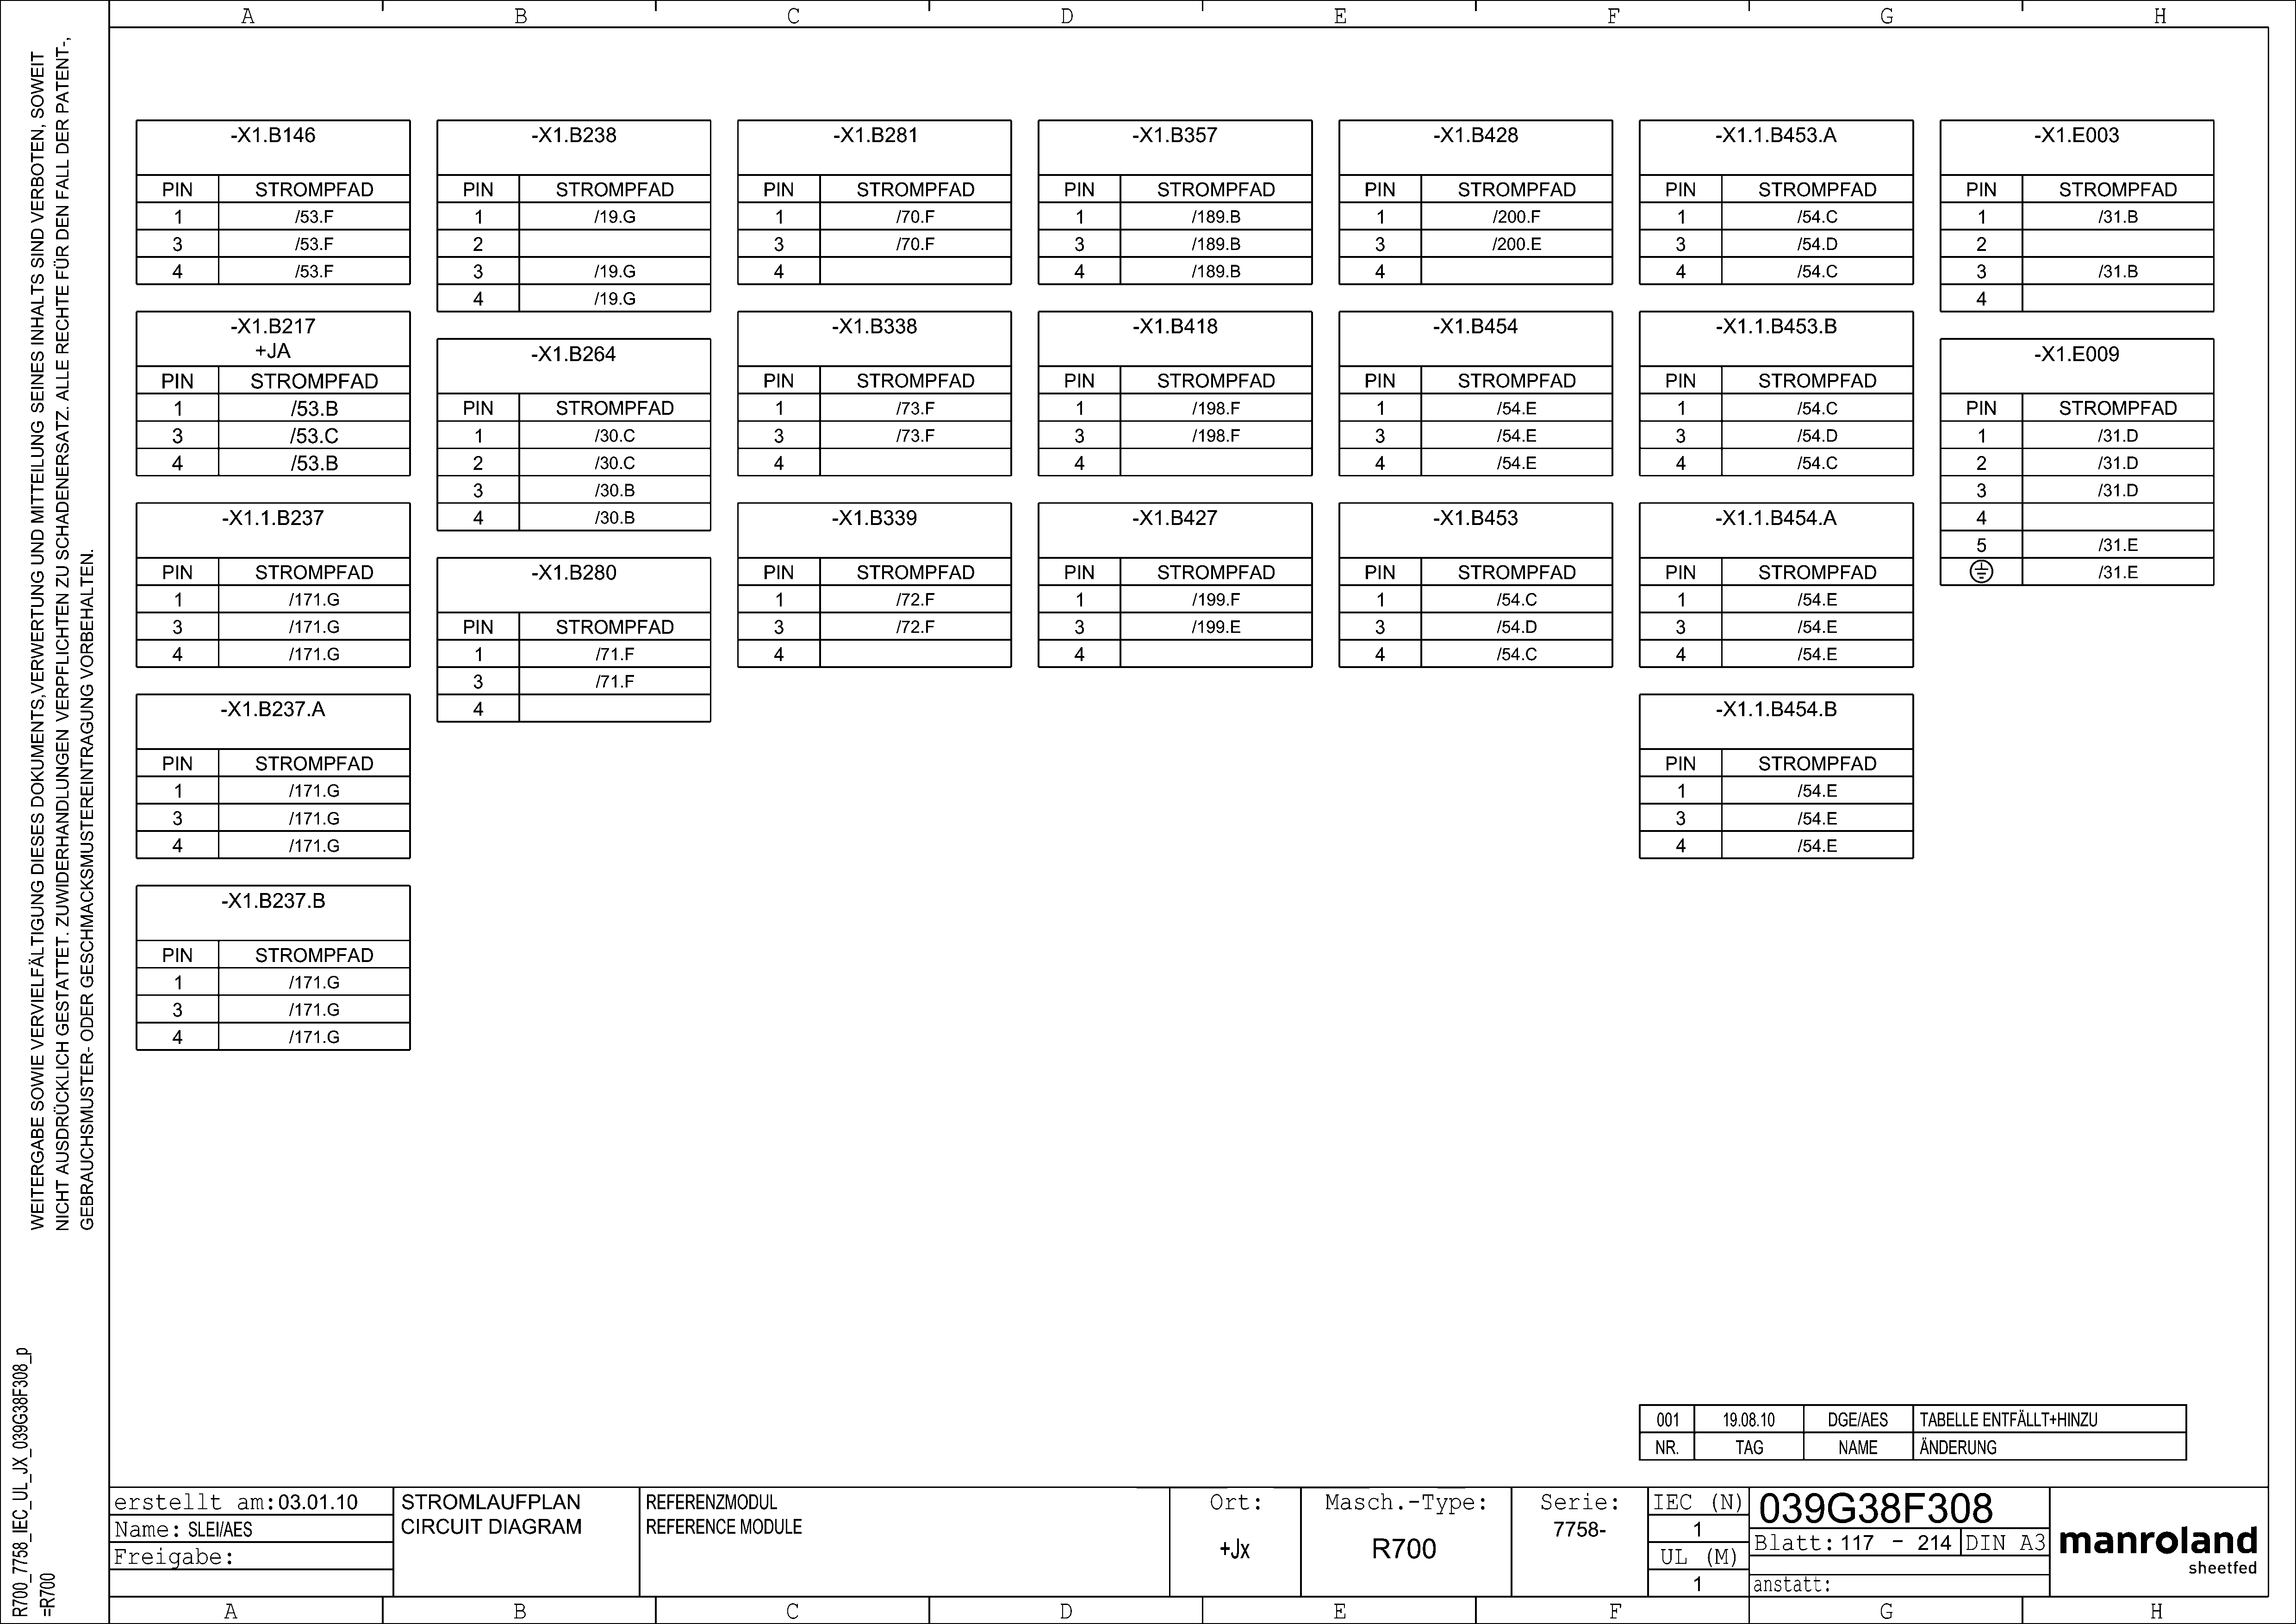 A B C D E F G H
WEITERGABE SOWIE VERVIELFÄLTIGUNG DIESES DOKUMENTS,VERWERTUNG UND MITTEILUNG SEINES INHALTS SIND VERBOTEN, SOWEIT
NICHT AUSDRÜCKLICH GESTATTET. ZUWIDERHANDLUNGEN VERPFLICHTEN ZU SCHADENERSATZ. ALLE RECHTE FÜR DEN FALL DER PATENT-,
GEBRAUCHSMUSTER- ODER GESCHMACKSMUSTEREINTRAGUNG VORBEHALTEN.
R700_7758_IEC_UL_JX_039G38F308_p
=R700
-X1.B146
PIN STROMPFAD
1 /53.F
3 /53.F
4 /53.F
-X1.B217
+JA
PIN STROMPFAD
1 /53.B
3 /53.C
4 /53.B
-X1.1.B237
PIN STROMPFAD
1 /171.G
3 /171.G
4 /171.G
-X1.B237.A
PIN STROMPFAD
1 /171.G
3 /171.G
4 /171.G
-X1.B237.B
PIN STROMPFAD
1 /171.G
3 /171.G
4 /171.G
-X1.B238
PIN STROMPFAD
1 /19.G
2
3 /19.G
4 /19.G
-X1.B264
PIN STROMPFAD
1 /30.C
2 /30.C
3 /30.B
4 /30.B
-X1.B280
PIN STROMPFAD
1 /71.F
3 /71.F
4
-X1.B281
PIN STROMPFAD
1 /70.F
3 /70.F
4
-X1.B338
PIN STROMPFAD
1 /73.F
3 /73.F
4
-X1.B339
PIN STROMPFAD
1 /72.F
3 /72.F
4
-X1.B357
PIN STROMPFAD
1 /189.B
3 /189.B
4 /189.B
-X1.B418
PIN STROMPFAD
1 /198.F
3 /198.F
4
-X1.B427
PIN STROMPFAD
1 /199.F
3 /199.E
4
-X1.B428
PIN STROMPFAD
1 /200.F
3 /200.E
4
-X1.B454
PIN STROMPFAD
1 /54.E
3 /54.E
4 /54.E
-X1.B453
PIN STROMPFAD
1 /54.C
3 /54.D
4 /54.C
-X1.1.B453.A
PIN STROMPFAD
1 /54.C
3 /54.D
4 /54.C
-X1.1.B453.B
PIN STROMPFAD
1 /54.C
3 /54.D
4 /54.C
-X1.1.B454.A
PIN STROMPFAD
1 /54.E
3 /54.E
4 /54.E
-X1.1.B454.B
PIN STROMPFAD
1 /54.E
3 /54.E
4 /54.E
-X1.E003
PIN STROMPFAD
1 /31.B
2
3 /31.B
4
-X1.E009
PIN STROMPFAD
1 /31.D
2 /31.D
3 /31.D
4
5 /31.E
/31.E
001 19.08.10 DGE/AES TABELLE ENTFÄLLT+HINZU
NR. TAG NAME ÄNDERUNG
erstellt am: 03.01.10
Name: SLEI/AES
Freigabe:
STROMLAUFPLAN
CIRCUIT DIAGRAM
REFERENZMODUL
REFERENCE MODULE
Ort:
+Jx
Masch.-Type:
R700
Serie:
7758-
IEC (N)
1
UL (M)
1
039G38F308
Blatt: 117 - 214 DIN A3
anstatt:
manroland
sheetfed
A B C D E F G H